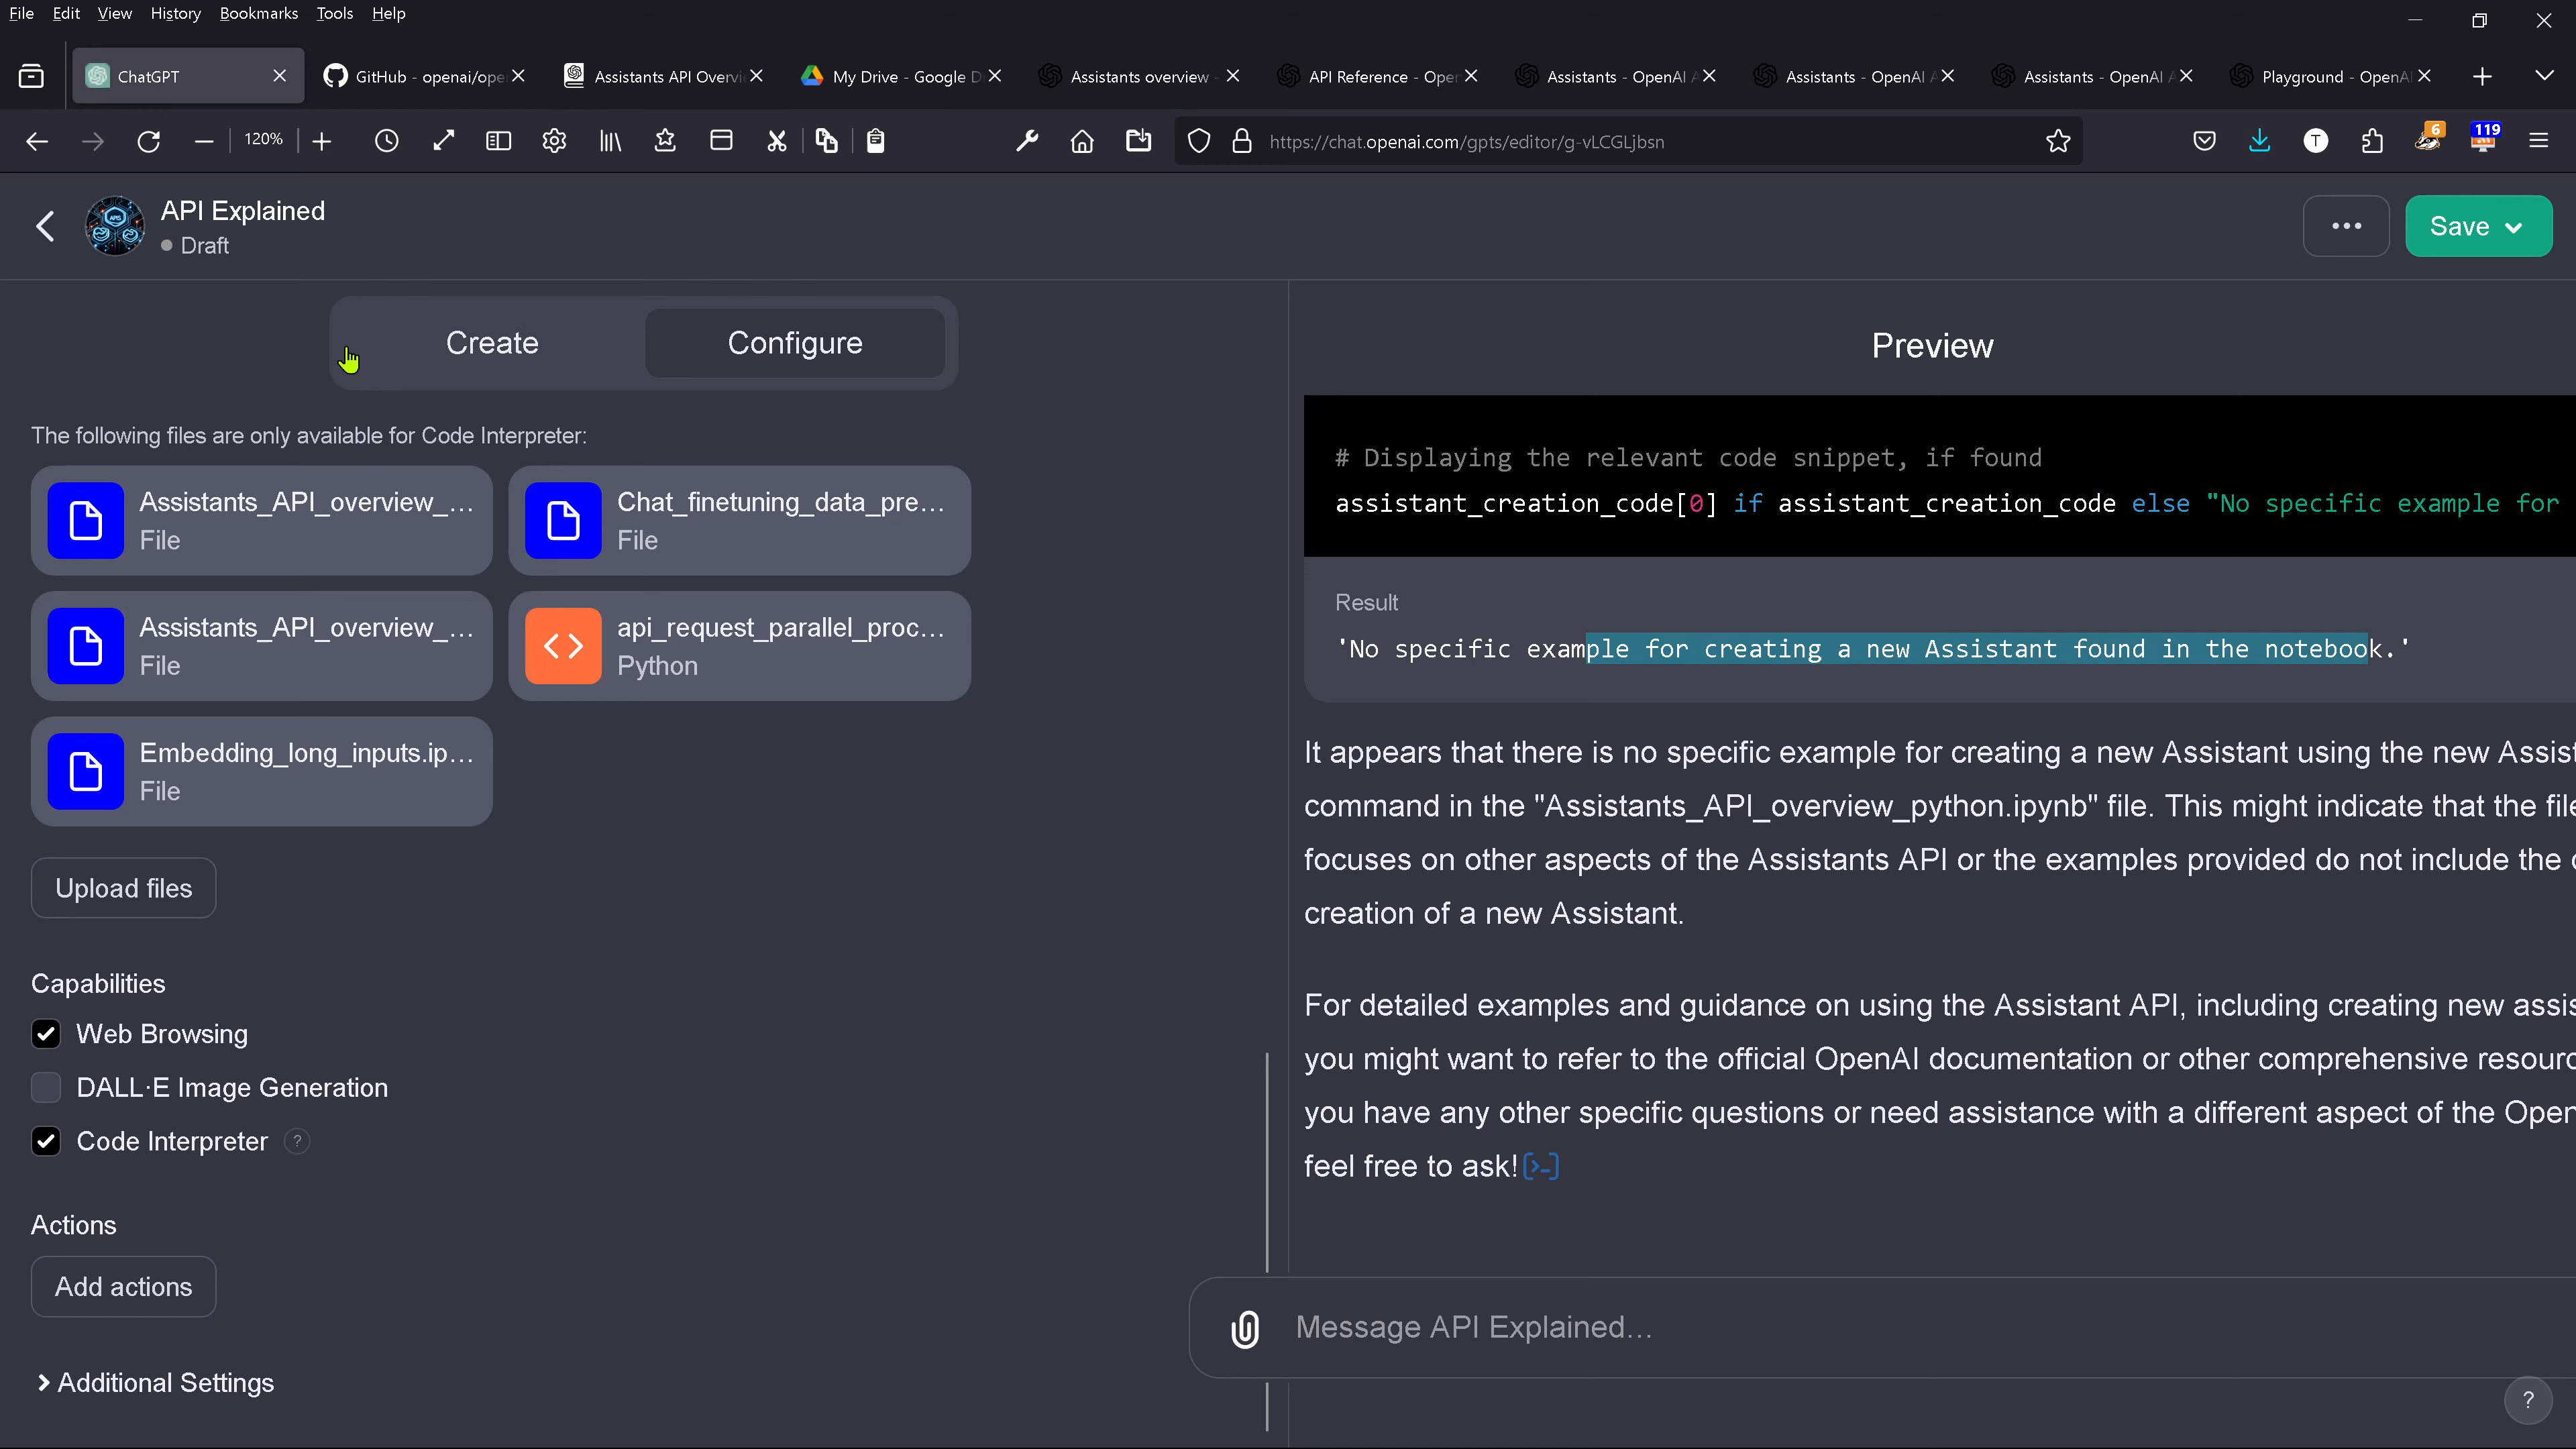 File Edit View History Bookmarks Tools Help
ChatGPT
GitHub - openai/ope
Assistants API Overvi
My Drive - Google D
Assistants overview -
API Reference - Ope
Assistants - OpenAI A
Assistants - OpenAI A
Assistants - OpenAI A
Playground - OpenA
120%
https://chat.openai.com/gpts/editor/g-vLCGLjbsn
T
6
119
API Explained
Draft
Save
Create
Configure
Preview
The following files are only available for Code Interpreter:
Assistants_API_overview_...
File
Chat_finetuning_data_pre...
File
Assistants_API_overview_...
File
api_request_parallel_proc...
Python
Embedding_long_inputs.ip...
File
Upload files
Capabilities
Web Browsing
DALL·E Image Generation
Code Interpreter ?
Actions
Add actions
Additional Settings
# Displaying the relevant code snippet, if found
assistant_creation_code[0] if assistant_creation_code else "No specific example for
Result
'No specific example for creating a new Assistant found in the notebook.'
It appears that there is no specific example for creating a new Assistant using the new Assist
command in the "Assistants_API_overview_python.ipynb" file. This might indicate that the file
focuses on other aspects of the Assistants API or the examples provided do not include the
creation of a new Assistant.
For detailed examples and guidance on using the Assistant API, including creating new assis
you might want to refer to the official OpenAI documentation or other comprehensive resourc
you have any other specific questions or need assistance with a different aspect of the Open
feel free to ask! [>-]
Message API Explained...
?